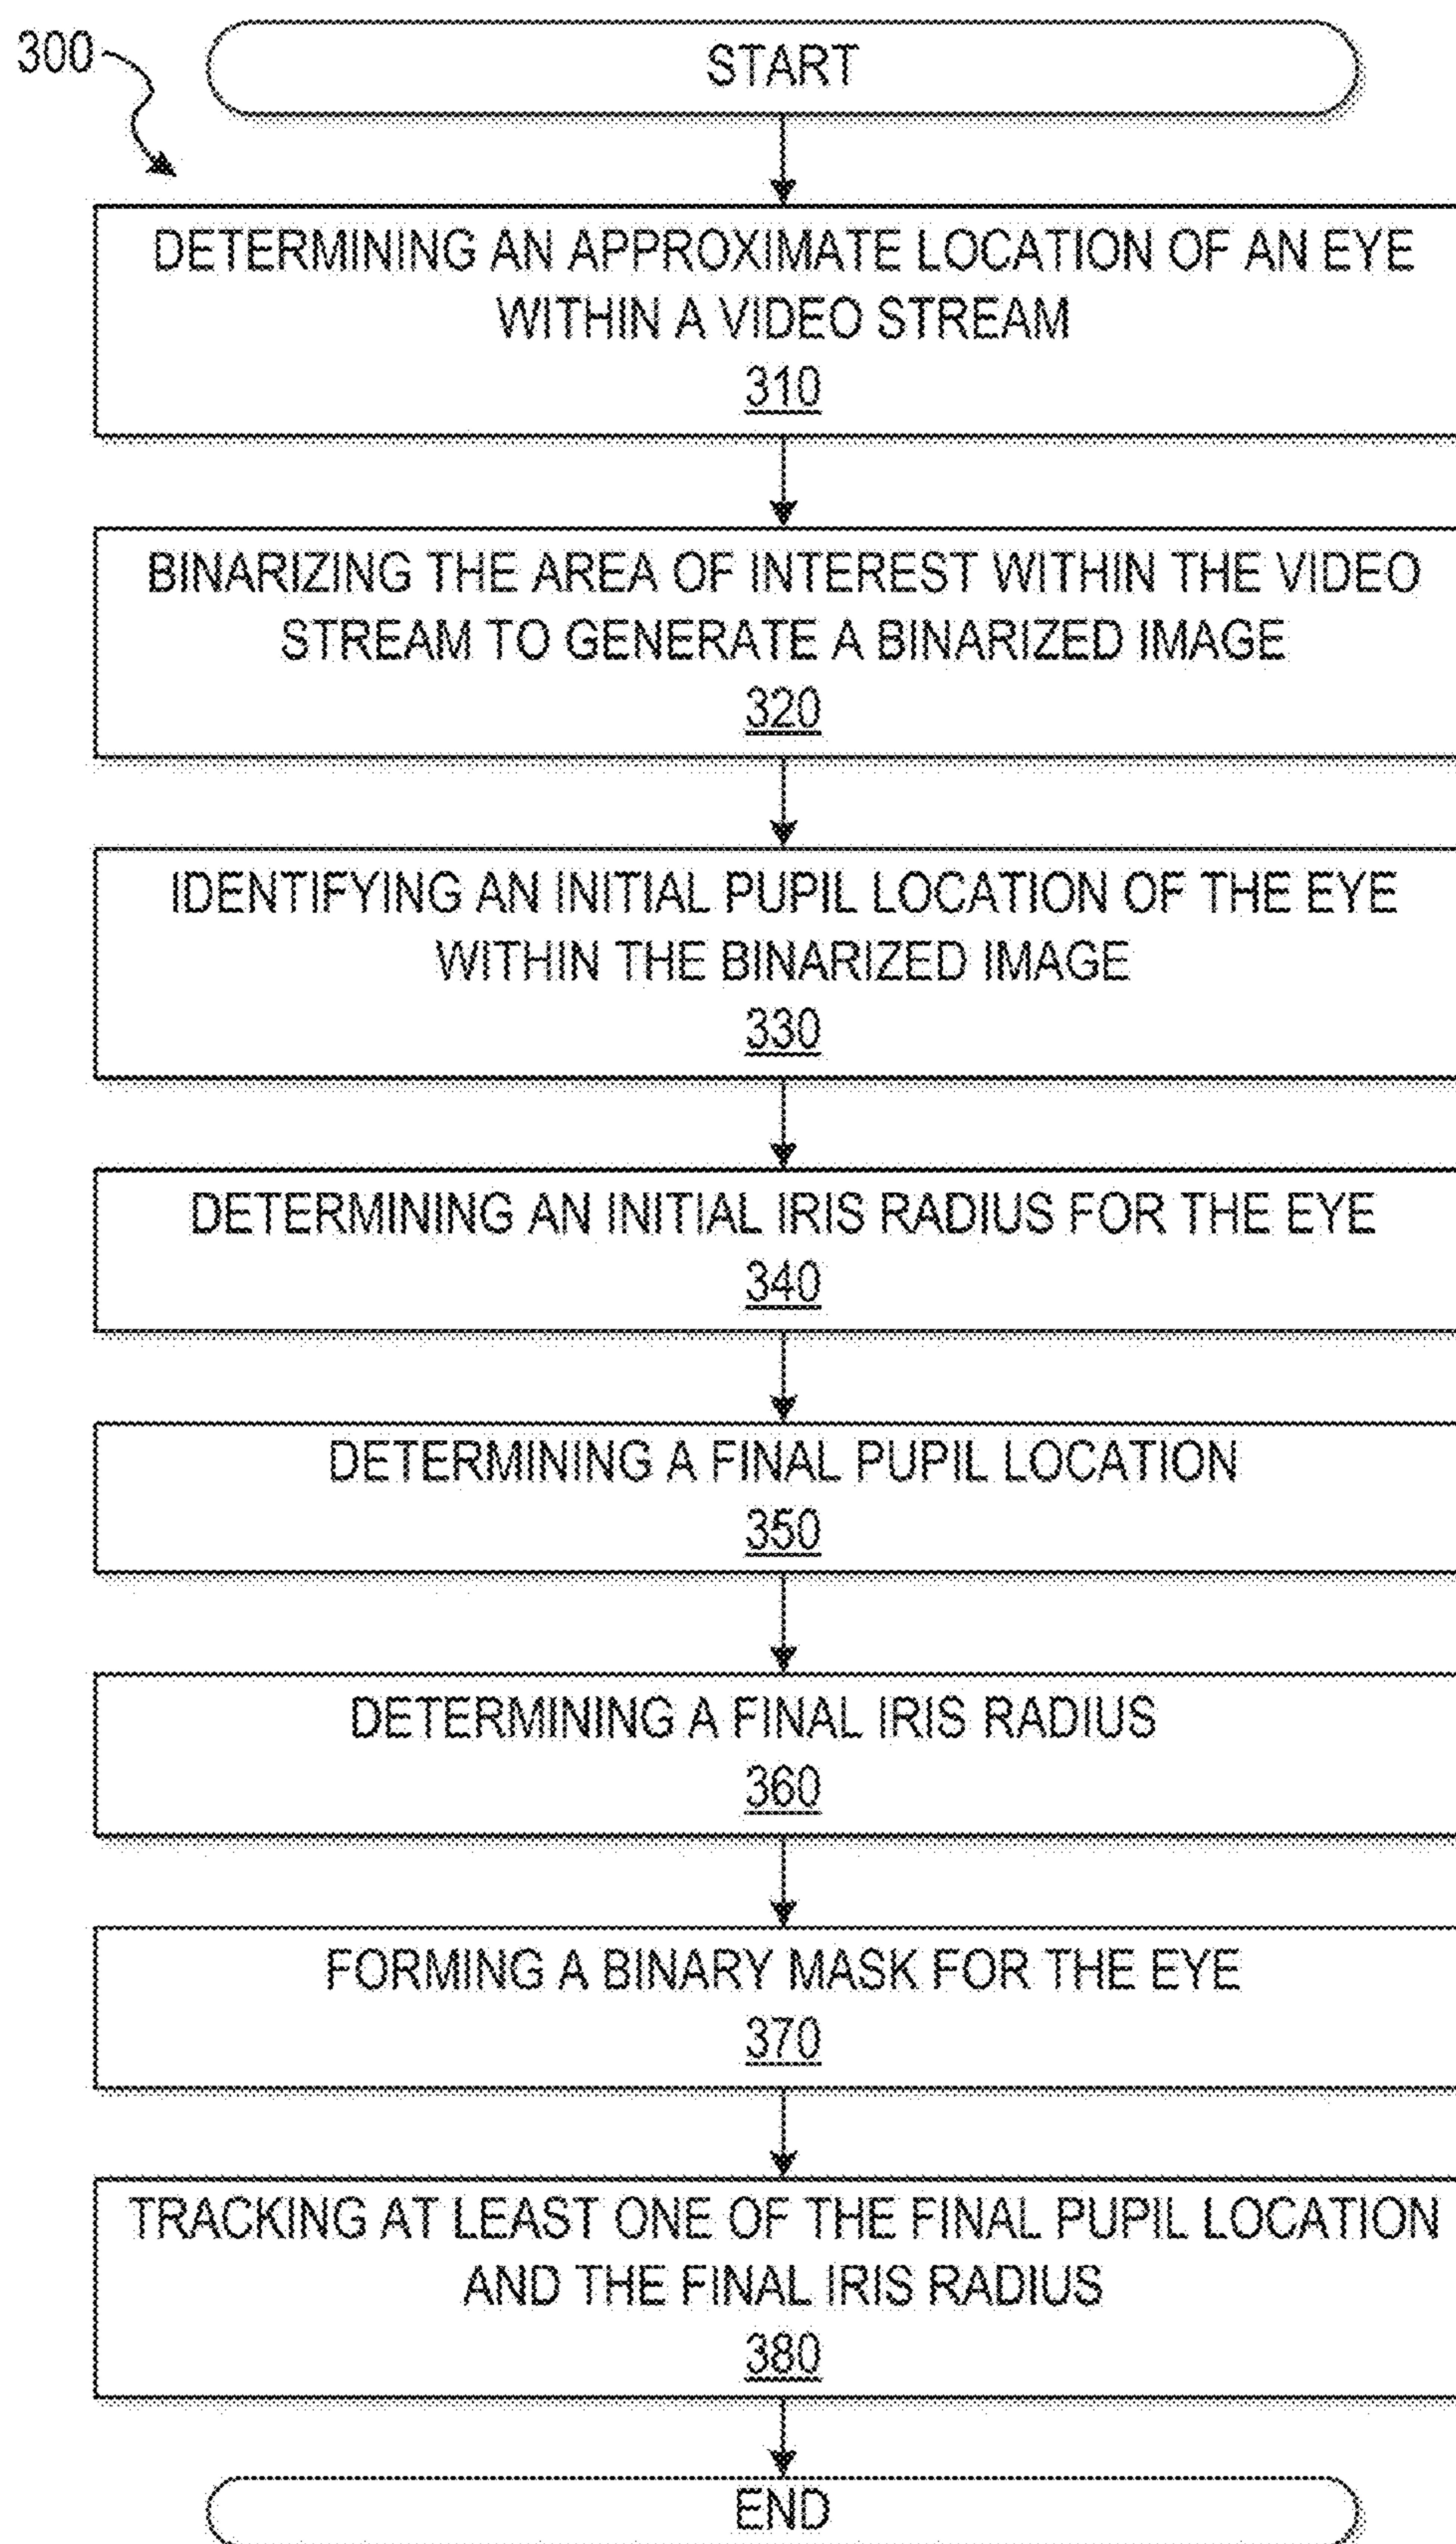 300
START
DETERMINING AN APPROXIMATE LOCATION OF AN EYE
WITHIN A VIDEO STREAM
310
BINARIZING THE AREA OF INTEREST WITHIN THE VIDEO
STREAM TO GENERATE A BINARIZED IMAGE
320
IDENTIFYING AN INITIAL PUPIL LOCATION OF THE EYE
WITHIN THE BINARIZED IMAGE
330
DETERMINING AN INITIAL IRIS RADIUS FOR THE EYE
340
DETERMINING A FINAL PUPIL LOCATION
350
DETERMINING A FINAL IRIS RADIUS
360
FORMING A BINARY MASK FOR THE EYE
370
TRACKING AT LEAST ONE OF THE FINAL PUPIL LOCATION
AND THE FINAL IRIS RADIUS
380
END